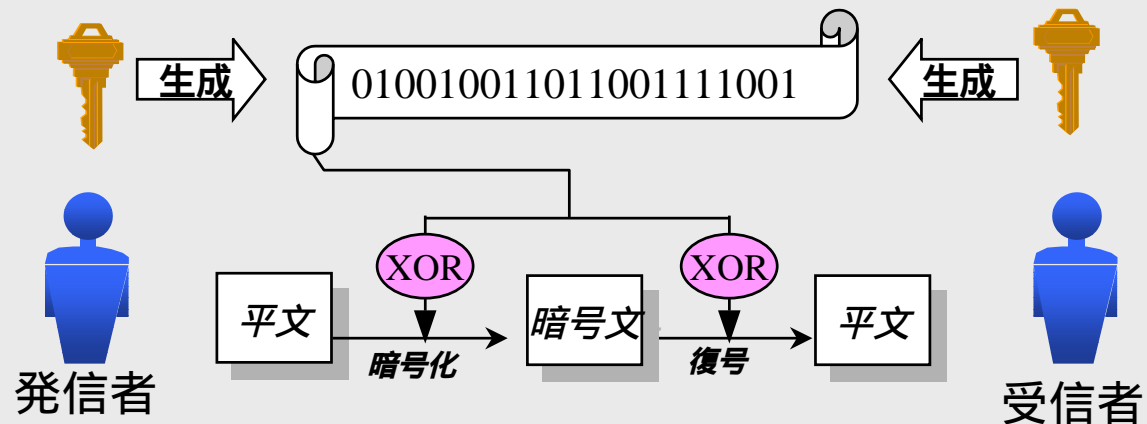 生成
010010011011001111001
生成
XOR
XOR
平文
暗号文
平文
暗号化
復号
発信者
受信者